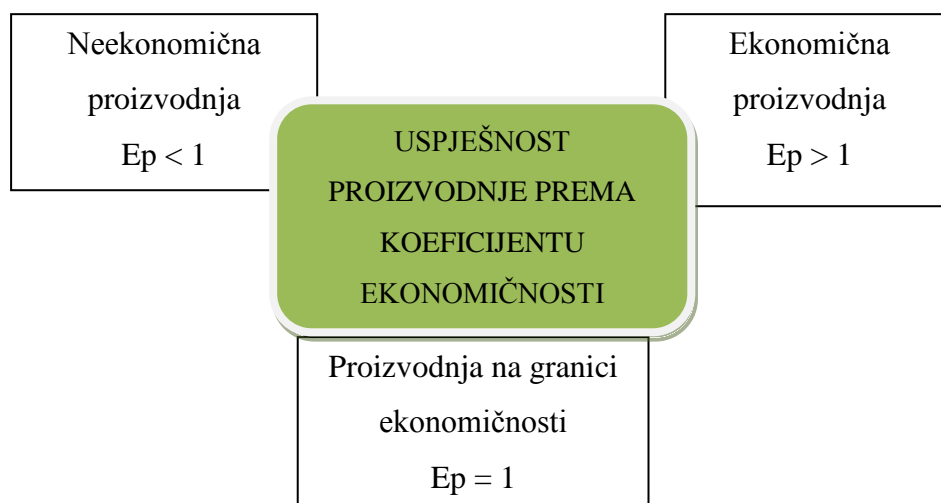 Neekonomična
proizvodnja
Ep < 1
Ekonomična
proizvodnja
Ep > 1
USPJEŠNOST
PROIZVODNJE PREMA
KOEFICIJENTU
EKONOMIČNOSTI
Proizvodnja na granici
ekonomičnosti
Ep = 1